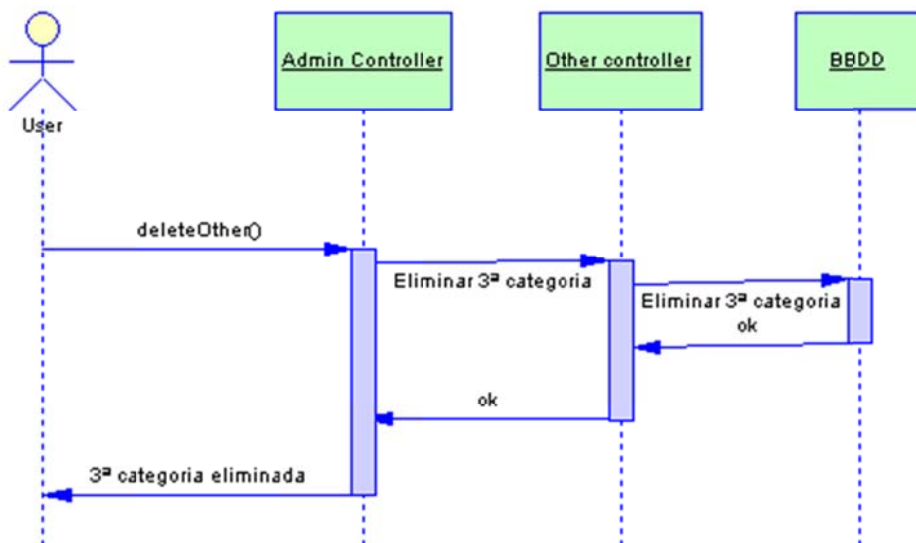 Admin Controller
Other controller
BBDD
User
deleteOther()
Eliminar 3ª categoria
Eliminar 3ª categoria
ok
ok
3ª categoria eliminada